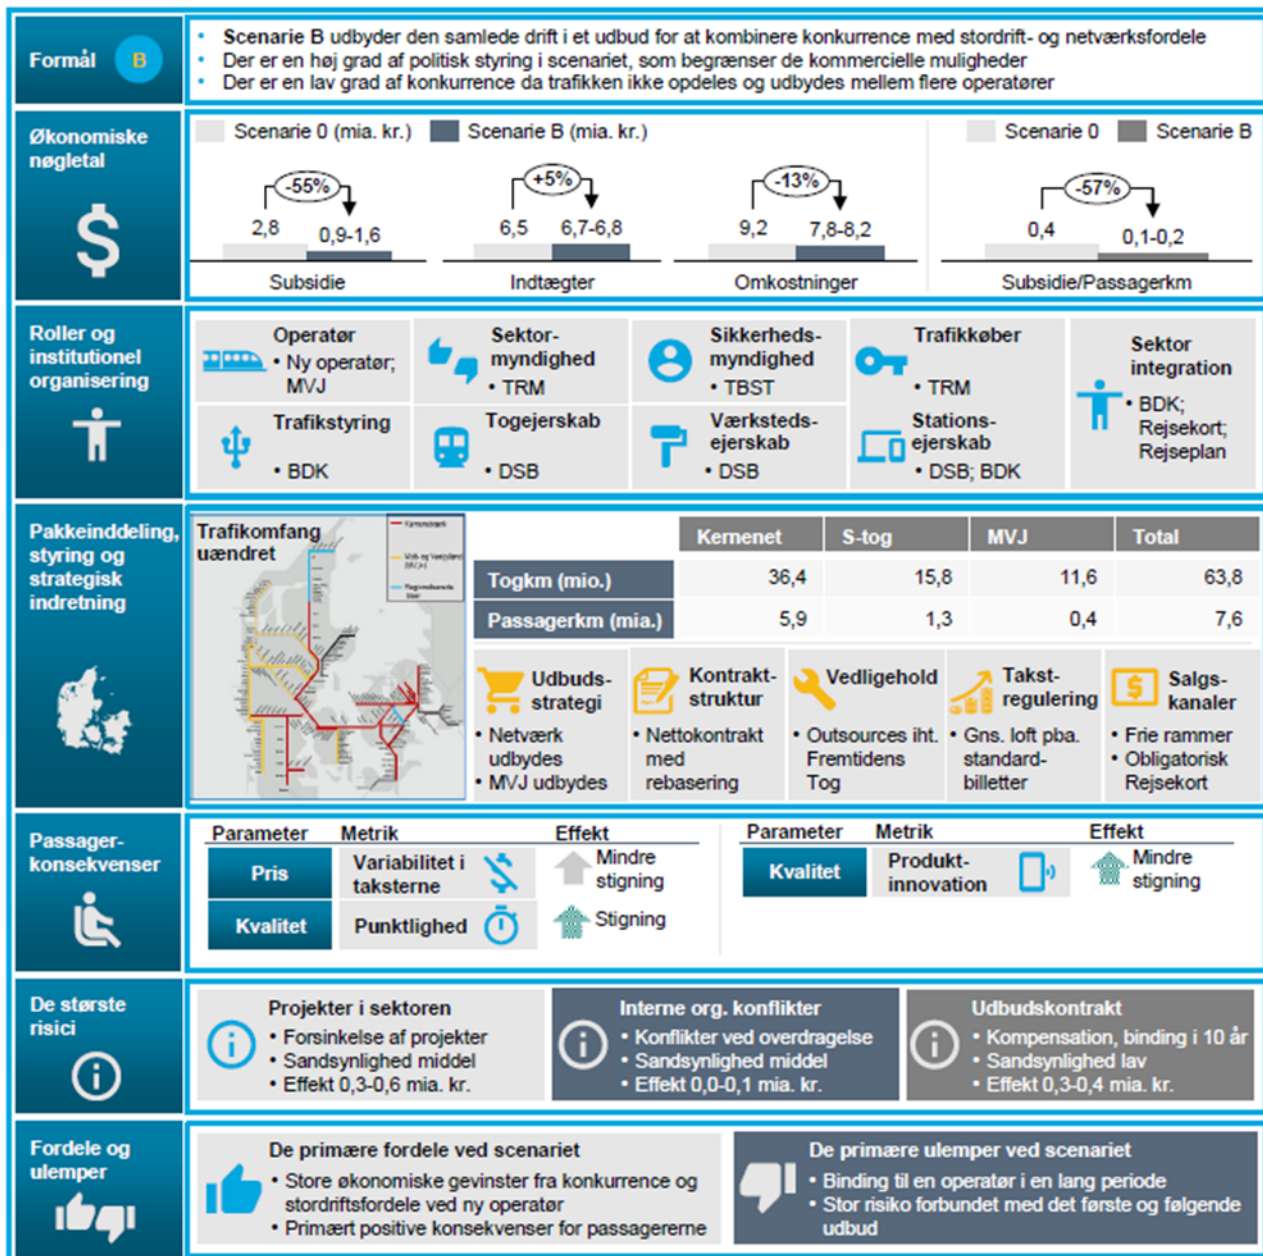 Formål
B
• Scenarie B udbyder den samlede drift i et udbud for at kombinere konkurrence med stordrift- og netværksfordele
• Der er en høj grad af politisk styring i scenariet, som begrænser de kommercielle muligheder
• Der er en lav grad af konkurrence da trafikken ikke opdeles og udbydes mellem flere operatører
Økonomiske
nøgletal
Scenarie 0 (mia. kr.) Scenarie B (mia. kr.)
-55%
2,8 0,9-1,6
Subsidie
+5%
6,5 6,7-6,8
Indtægter
-13%
9,2 7,8-8,2
Omkostninger
Scenarie 0 Scenarie B
-57%
0,4 0,1-0,2
Subsidie/Passagerkm
Roller og
institutionel
organisering
Operatør
• Ny operatør;
MVJ
Sektor-
myndighed
• TRM
Sikkerheds-
myndighed
• TBST
Trafikkøber
• TRM
Sektor
integration
• BDK;
Rejsekort;
Rejseplan
Trafikstyring
• BDK
Togejerskab
• DSB
Værksteds-
ejerskab
• DSB
Stations-
ejerskab
• DSB; BDK
Pakkeinddeling,
styring og
strategisk
indretning
Trafikomfang
uændret
Kernenet S-tog MVJ Total
Togkm (mio.) 36,4 15,8 11,6 63,8
Passagerkm (mia.) 5,9 1,3 0,4 7,6
Udbuds-
strategi
• Netværk
udbydes
• MVJ udbydes
Kontrakt-
struktur
• Nettokontrakt
med
rebasering
Vedligehold
• Outsources iht.
Fremtidens
Tog
Takst-
regulering
• Gns. loft pba.
standard-
billetter
Salgs-
kanaler
• Frie rammer
• Obligatorisk
Rejsekort
Passager-
konsekvenser
Parameter Metrik Effekt
Pris
Variabilitet i
taksterne
Mindre
stigning
Kvalitet
Punktlighed
Stigning
Parameter Metrik Effekt
Kvalitet
Produkt-
innovation
Mindre
stigning
De største
risici
Projekter i sektoren
• Forsinkelse af projekter
• Sandsynlighed middel
• Effekt 0,3-0,6 mia. kr.
Interne org. konflikter
• Konflikter ved overdragelse
• Sandsynlighed middel
• Effekt 0,0-0,1 mia. kr.
Udbudskontrakt
• Kompensation, binding i 10 år
• Sandsynlighed lav
• Effekt 0,3-0,4 mia. kr.
Fordele og
ulemper
De primære fordele ved scenariet
• Store økonomiske gevinster fra konkurrence og
stordriftsfordele ved ny operatør
• Primært positive konsekvenser for passagererne
De primære ulemper ved scenariet
• Binding til en operatør i en lang periode
• Stor risiko forbundet med det første og følgende
udbud